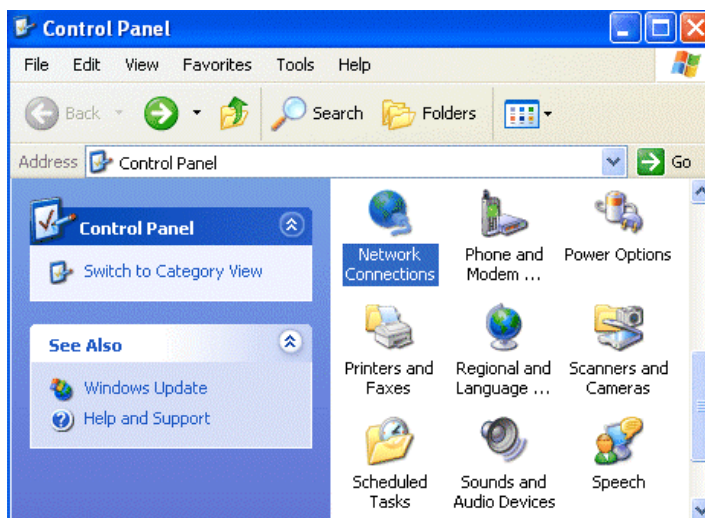 Control Panel
File Edit View Favorites Tools Help
Back Search Folders
Address Control Panel Go
Control Panel
Switch to Category View
See Also
Windows Update
Help and Support
Network Connections
Phone and Modem ...
Power Options
Printers and Faxes
Regional and Language ...
Scanners and Cameras
Scheduled Tasks
Sounds and Audio Devices
Speech